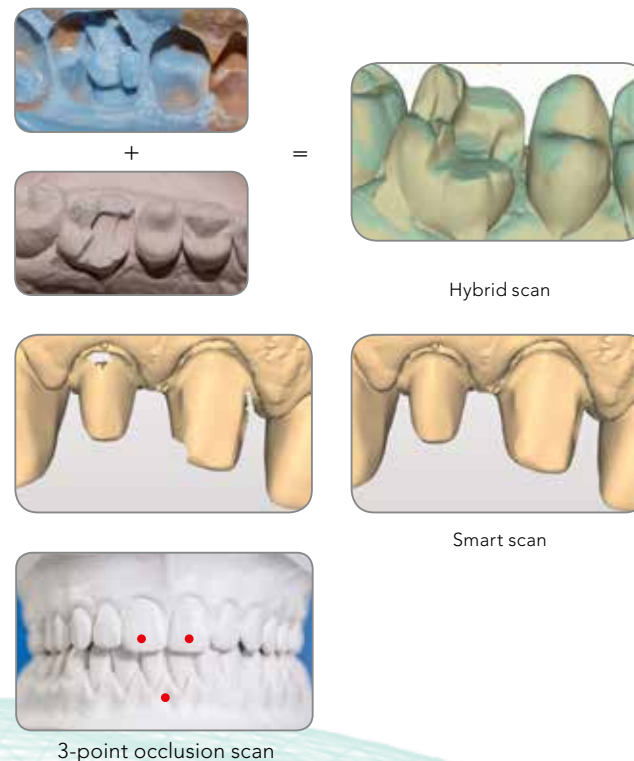 +
=
Hybrid scan
Smart scan
3-point occlusion scan